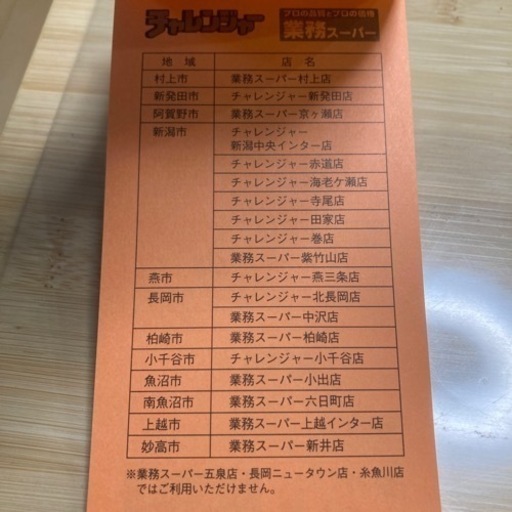 チャレンジャー
プロの品質とプロの価格
業務スーパー
地域 店名
村上市 業務スーパー村上店
新発田市 チャレンジャー新発田店
阿賀野市 業務スーパー京ヶ瀬店
新潟市 チャレンジャー
新潟中央インター店
チャレンジャー赤道店
チャレンジャー海老ケ瀬店
チャレンジャー寺尾店
チャレンジャー田家店
チャレンジャー巻店
業務スーパー紫竹山店
燕市 チャレンジャー燕三条店
長岡市 チャレンジャー北長岡店
業務スーパー中沢店
柏崎市 業務スーパー柏崎店
小千谷市 チャレンジャー小千谷店
魚沼市 業務スーパー小出店
南魚沼市 業務スーパー六日町店
上越市 業務スーパー上越インター店
妙高市 業務スーパー新井店
※業務スーパー五泉店・長岡ニュータウン店・糸魚川店
ではご利用いただけません。